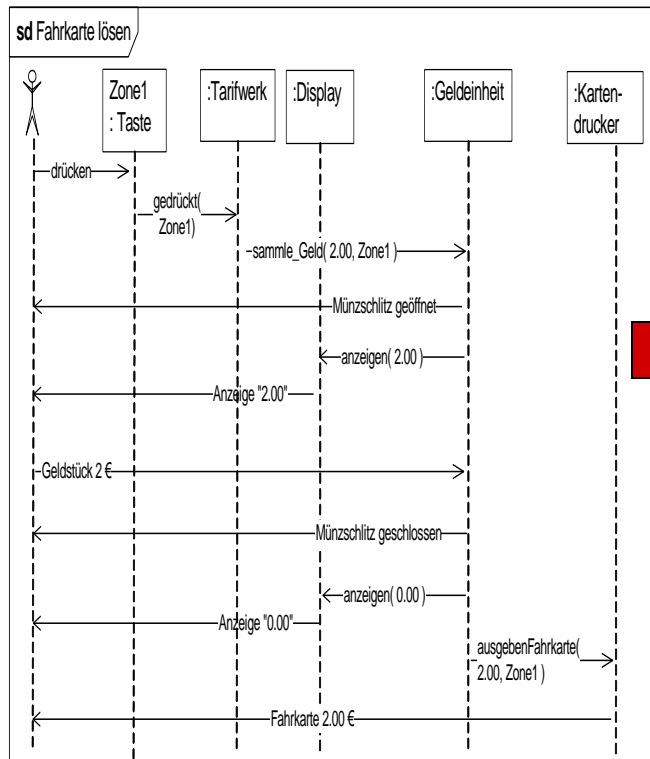 sd Fahrkarte lösen
Zone1
: Taste
:Tarifwerk
:Display
:Geldeinheit
:Karten-
drucker
drücken
gedrückt(
Zone1)
sammle_Geld( 2.00, Zone1 )
Münzschlitz geöffnet
anzeigen( 2.00 )
Anzeige "2.00"
Geldstück 2 €
Münzschlitz geschlossen
anzeigen( 0.00 )
Anzeige "0.00"
ausgebenFahrkarte(
2.00, Zone1 )
Fahrkarte 2.00 €